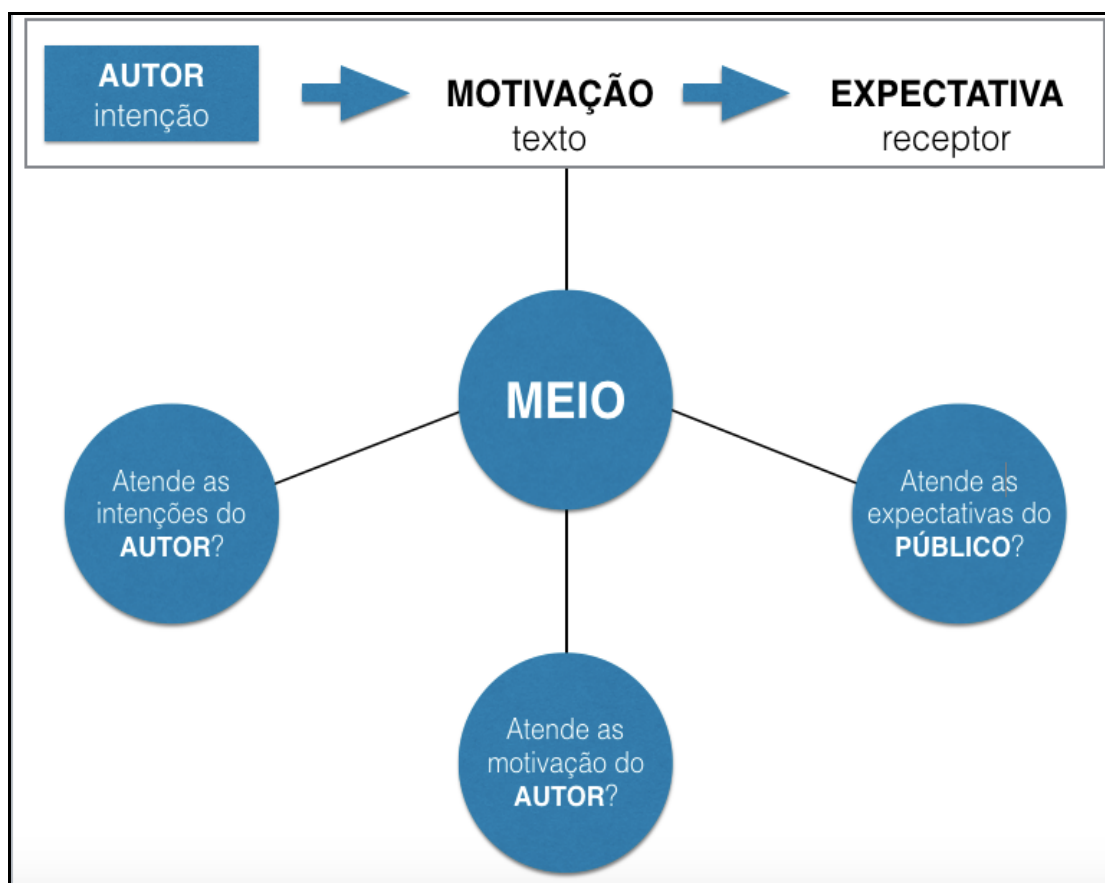 AUTOR
intenção
MOTIVAÇÃO
texto
EXPECTATIVA
receptor
MEIO
Atende as
intenções do
AUTOR?
Atende as
expectativas do
PÚBLICO?
Atende as
motivação do
AUTOR?